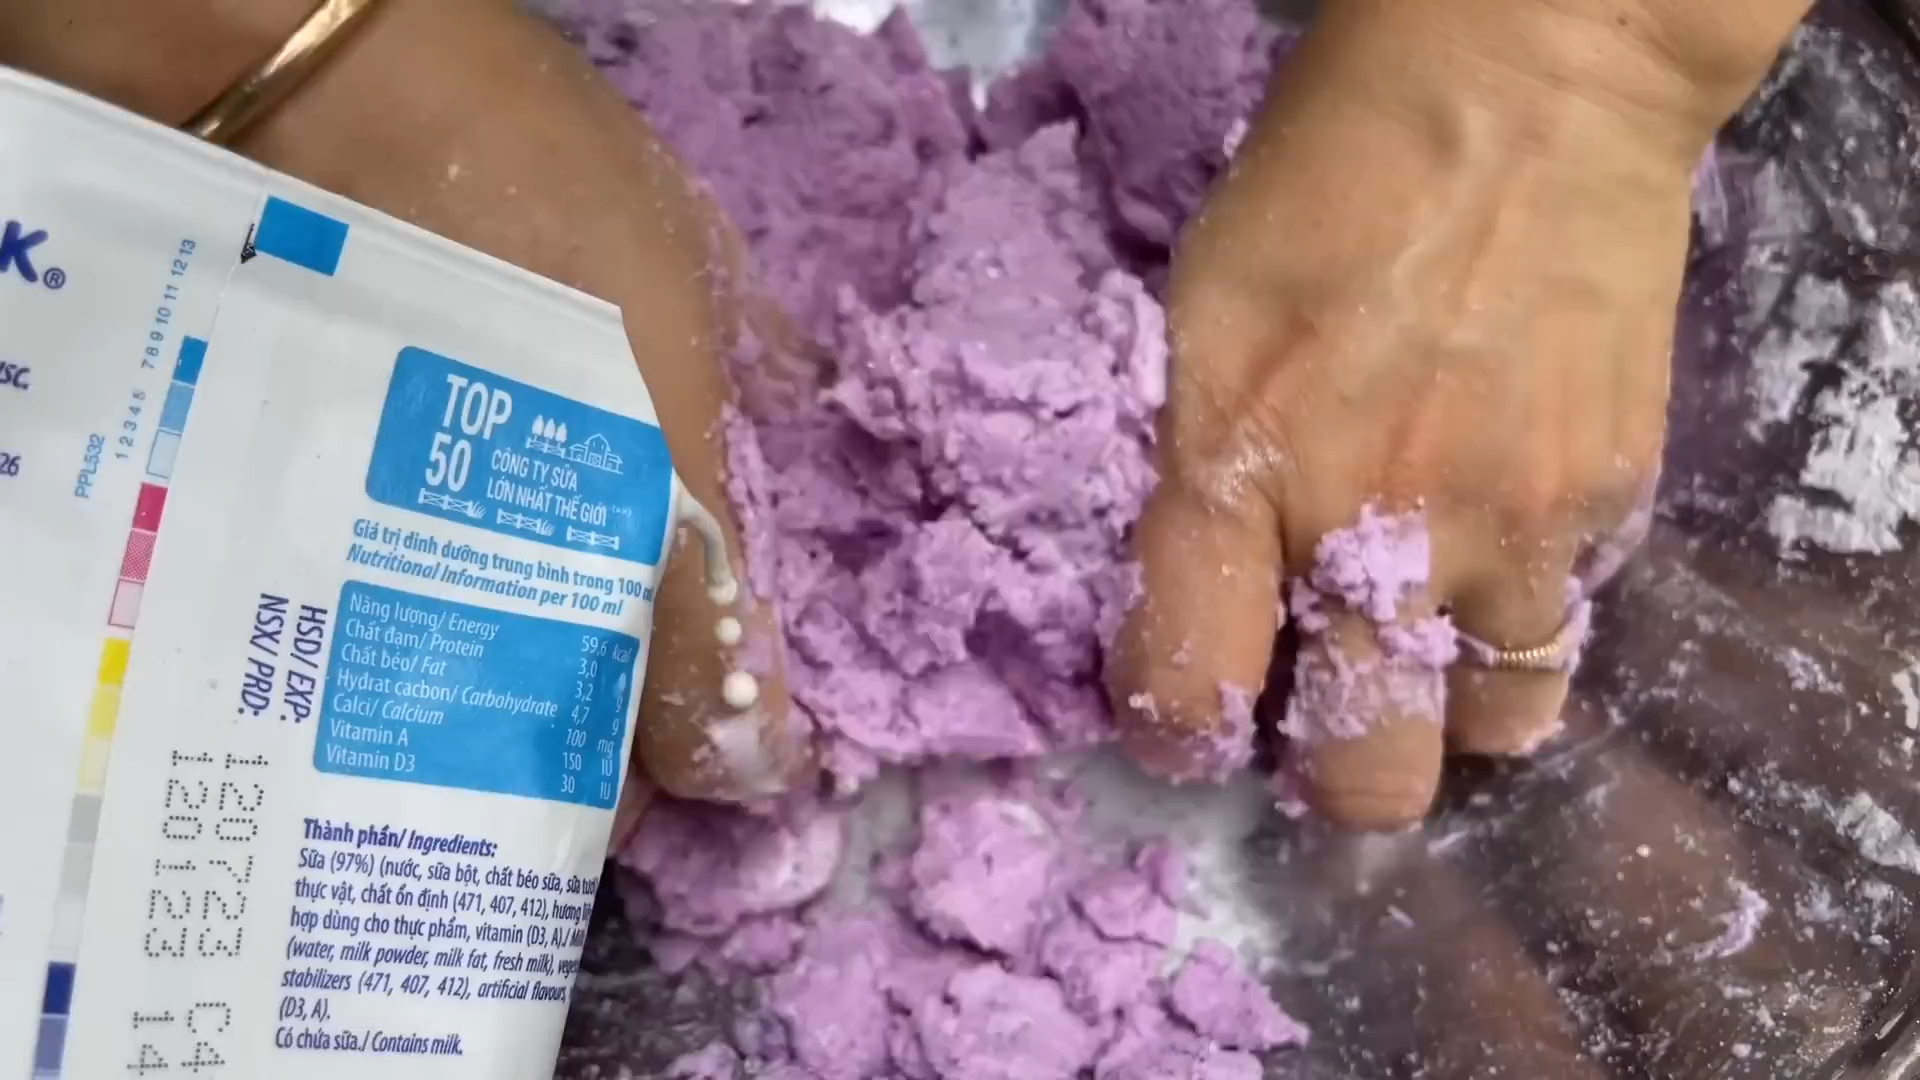 K®
SC.
26
PPL532
1 2 3 4 5 7 8 9 10 11 12 13
TOP
50
CÔNG TY SỮA
LỚN NHẤT THẾ GIỚI (**)
Giá trị dinh dưỡng trung bình trong 100 ml
Nutritional Information per 100 ml
Năng lượng/ Energy 59,6 kcal
Chất đạm/ Protein 3,0 g
Chất béo/ Fat 3,2 g
Hydrat cacbon/ Carbohydrate 4,7 g
Calci/ Calcium 100 mg
Vitamin A 150 IU
Vitamin D3 30 IU
HSD/ EXP:
NSX/ PRD:
120723 C4
120123 14
Thành phần/ Ingredients:
Sữa (97%) (nước, sữa bột, chất béo sữa, sữa tươi
thực vật, chất ổn định (471, 407, 412), hương
hợp dùng cho thực phẩm, vitamin (D3, A)./
(water, milk powder, milk fat, fresh milk),
stabilizers (471, 407, 412), artificial flavours,
(D3, A).
Có chứa sữa./ Contains milk.